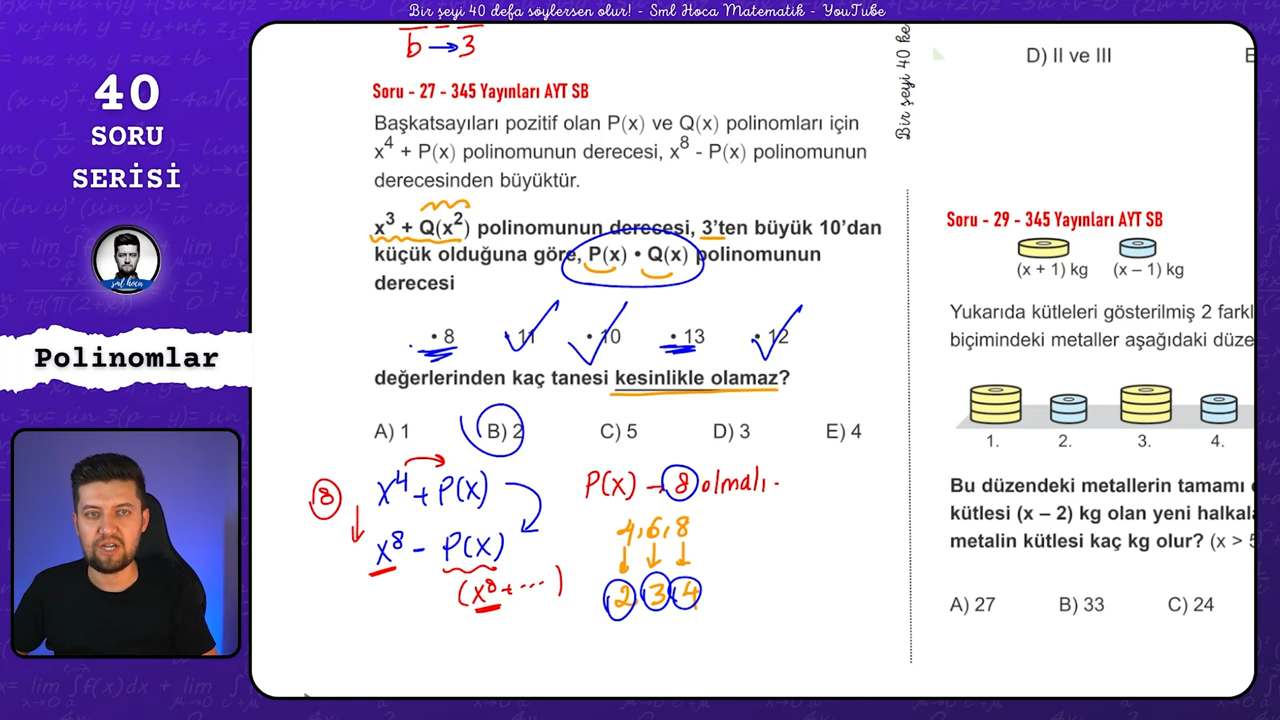 Bir şeyi 40 defa söylersen olur! - Sml Hoca Matematik - YouTube
40
SORU
SERİSİ
sml hoca
Polinomlar
b → 3
Soru - 27 - 345 Yayınları AYT SB
Başkatsayıları pozitif olan P(x) ve Q(x) polinomları için
x⁴ + P(x) polinomunun derecesi, x⁸ - P(x) polinomunun
derecesinden büyüktür.
x³ + Q(x²) polinomunun derecesi, 3'ten büyük 10'dan
küçük olduğuna göre, P(x) • Q(x) polinomunun
derecesi
• 8 • 11 • 10 • 13 • 12
değerlerinden kaç tanesi kesinlikle olamaz?
A) 1 B) 2 C) 5 D) 3 E) 4
8 x⁴ + P(x)
x⁸ - P(x)
(x⁸ + ...)
P(x) → 8 olmalı.
4, 6, 8
2 3 4
Bir şeyi 40 ke
D) II ve III E
Soru - 29 - 345 Yayınları AYT SB
(x + 1) kg (x – 1) kg
Yukarıda kütleleri gösterilmiş 2 farkl
biçimindeki metaller aşağıdaki düze
1. 2. 3. 4.
Bu düzendeki metallerin tamamı
kütlesi (x – 2) kg olan yeni halkala
metalin kütlesi kaç kg olur? (x > 5
A) 27 B) 33 C) 24